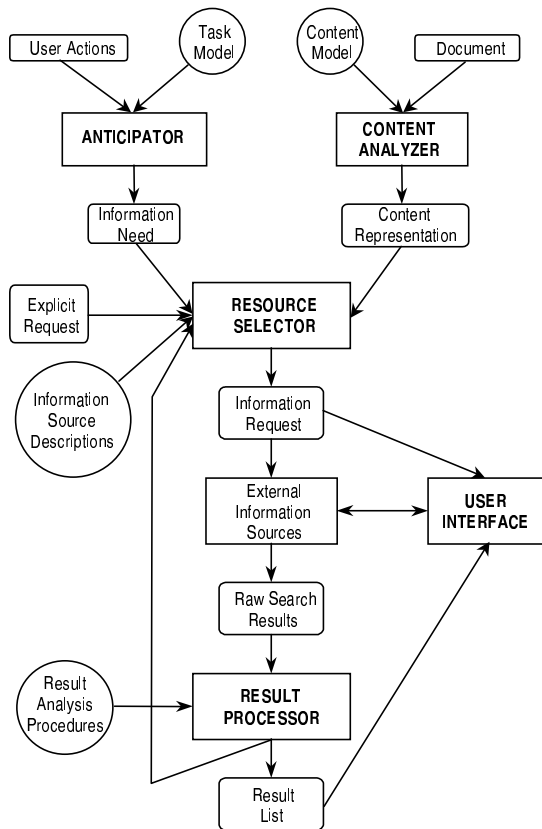 User Actions
Task
Model
Content
Model
Document
ANTICIPATOR
CONTENT
ANALYZER
Information
Need
Content
Representation
Explicit
Request
RESOURCE
SELECTOR
Information
Source
Descriptions
Information
Request
External
Information
Sources
USER
INTERFACE
Raw Search
Results
Result
Analysis
Procedures
RESULT
PROCESSOR
Result
List